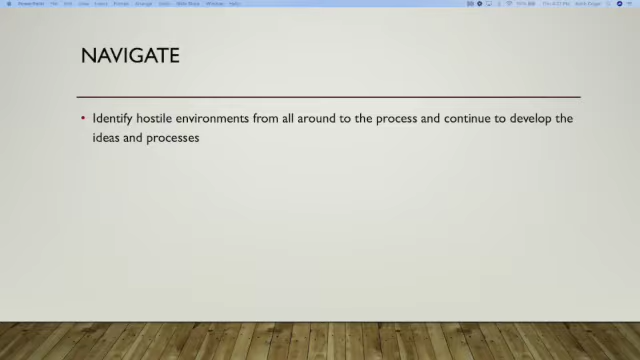 NAVIGATE
• Identify hostile environments from all around to the process and continue to develop the
ideas and processes